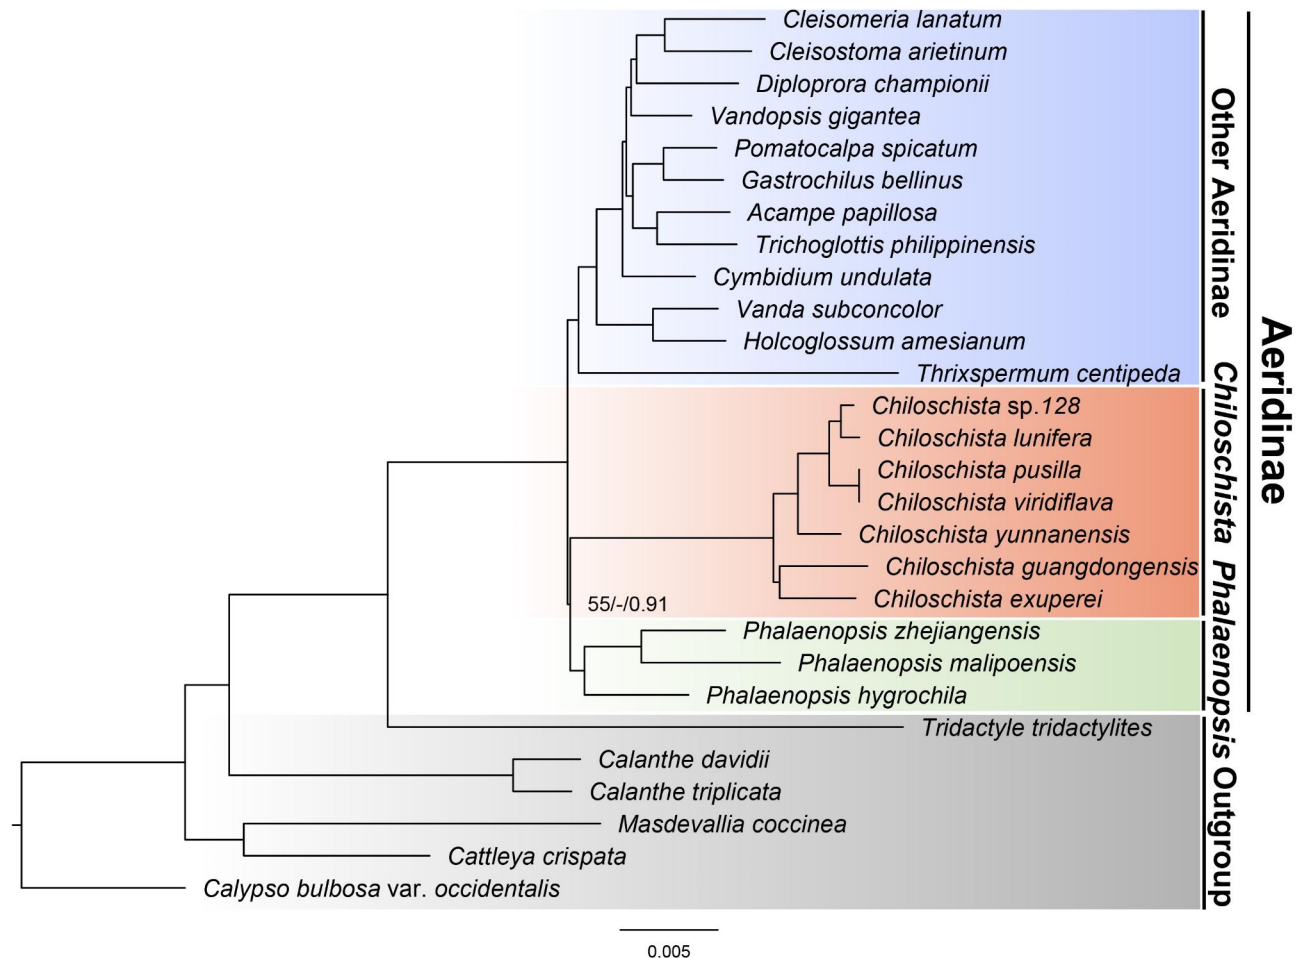 Cleisomeria lanatum
Cleisostoma arietinum
Diploprora championii
Vandopsis gigantea
Pomatocalpa spicatum
Gastrochilus bellinus
Acampe papillosa
Trichoglottis philippinensis
Cymbidium undulata
Vanda subconcolor
Holcoglossum amesianum
Thrixspermum centipeda
Other Aeridinae
Chiloschista sp.128
Chiloschista lunifera
Chiloschista pusilla
Chiloschista viridiflava
Chiloschista yunnanensis
Chiloschista guangdongensis
Chiloschista exuperei
Chiloschista
55/-/0.91
Phalaenopsis zhejiangensis
Phalaenopsis malipoensis
Phalaenopsis hygrochila
Phalaenopsis
Aeridinae
Tridactyle tridactylites
Calanthe davidii
Calanthe triplicata
Masdevallia coccinea
Cattleya crispata
Calypso bulbosa var. occidentalis
Outgroup
0.005